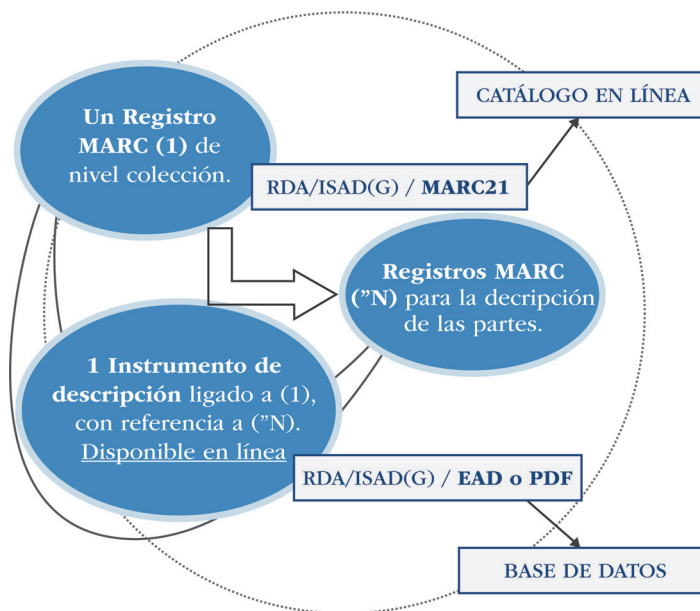 Un Registro
MARC (1) de
nivel colección.
CATÁLOGO EN LÍNEA
RDA/ISAD(G) / MARC21
Registros MARC
(”N) para la decripción
de las partes.
1 Instrumento de
descripción ligado a (1),
con referencia a (”N).
Disponible en línea
RDA/ISAD(G) / EAD o PDF
BASE DE DATOS